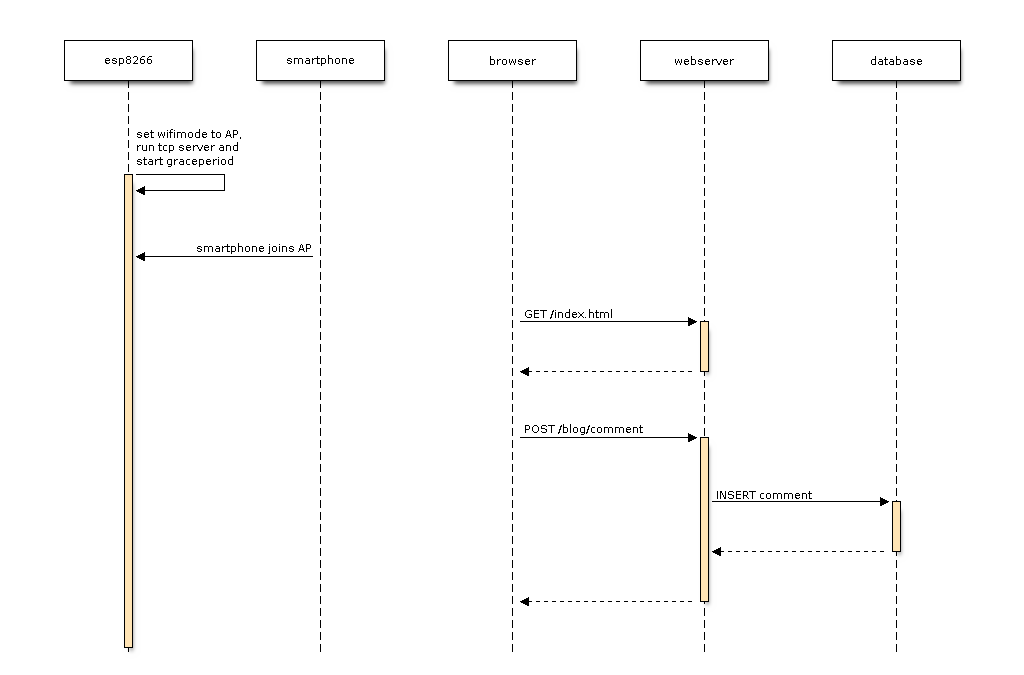 esp8266
smartphone
browser
webserver
database
set wifimode to AP,
run tcp server and
start graceperiod
smartphone joins AP
GET /index.html
POST /blog/comment
INSERT comment